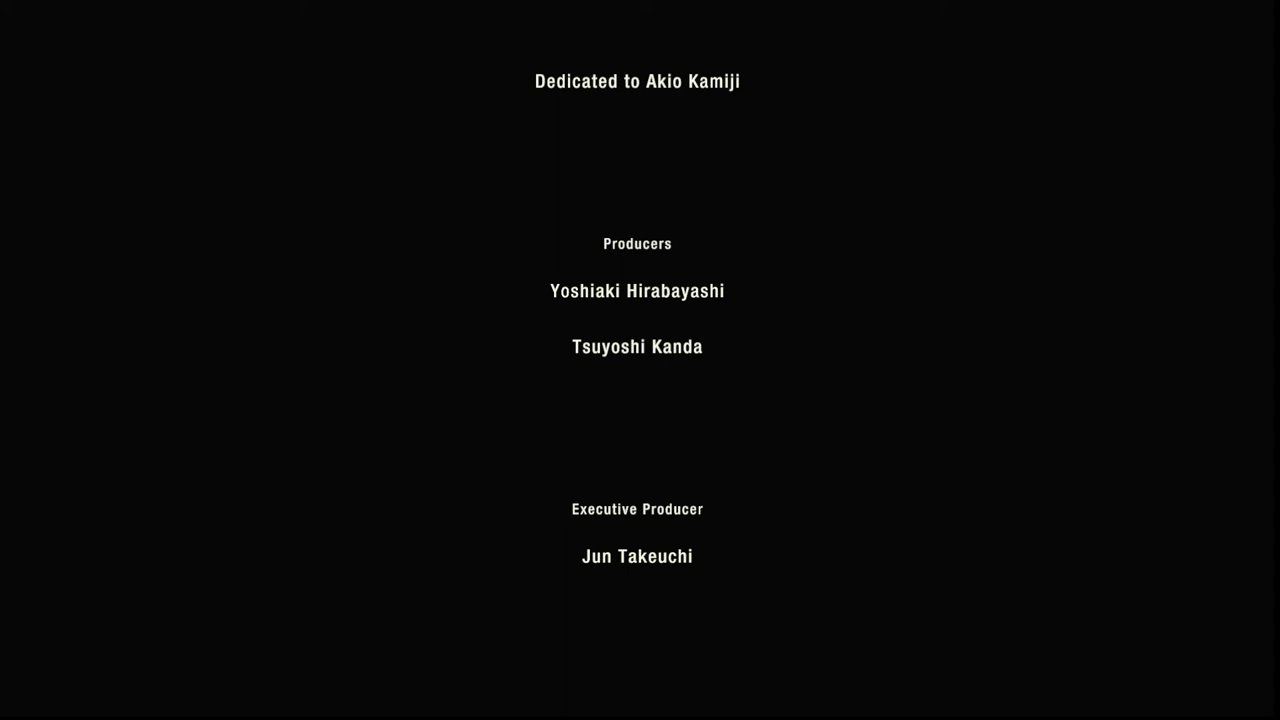 Dedicated to Akio Kamiji
Producers
Yoshiaki Hirabayashi
Tsuyoshi Kanda
Executive Producer
Jun Takeuchi